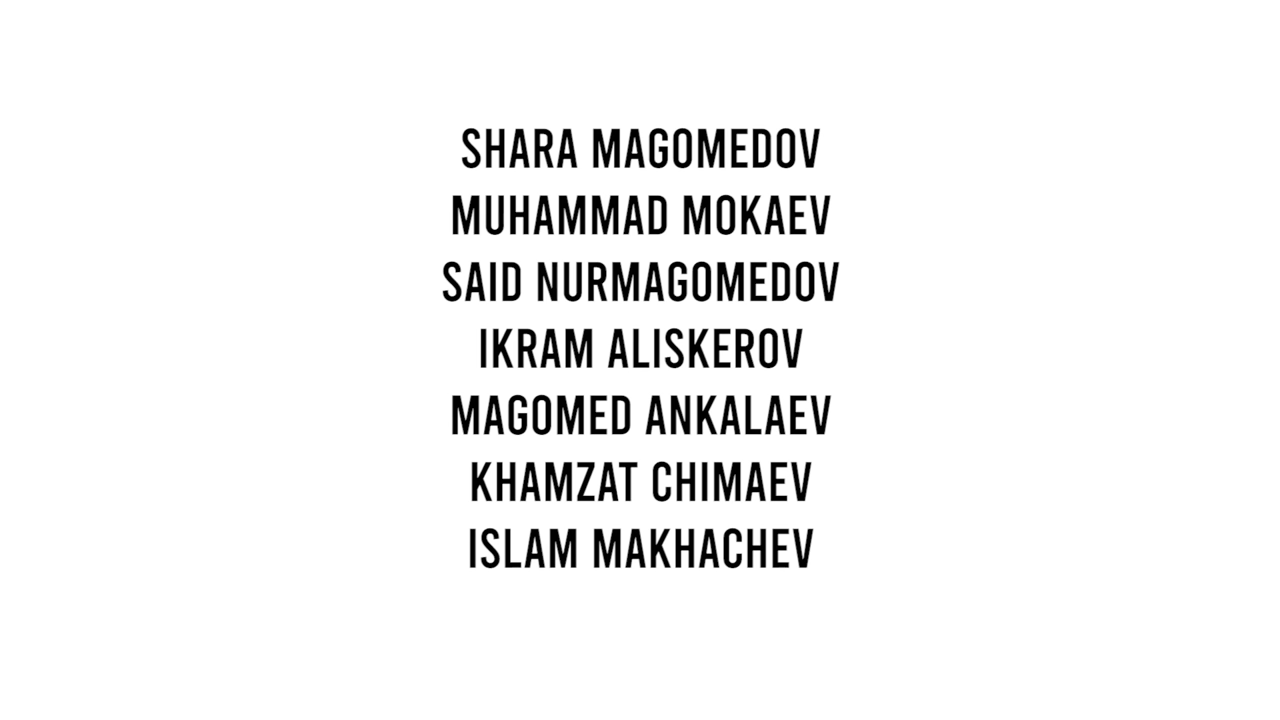 SHARA MAGOMEDOV
MUHAMMAD MOKAEV
SAID NURMAGOMEDOV
IKRAM ALISKEROV
MAGOMED ANKALAEV
KHAMZAT CHIMAEV
ISLAM MAKHACHEV